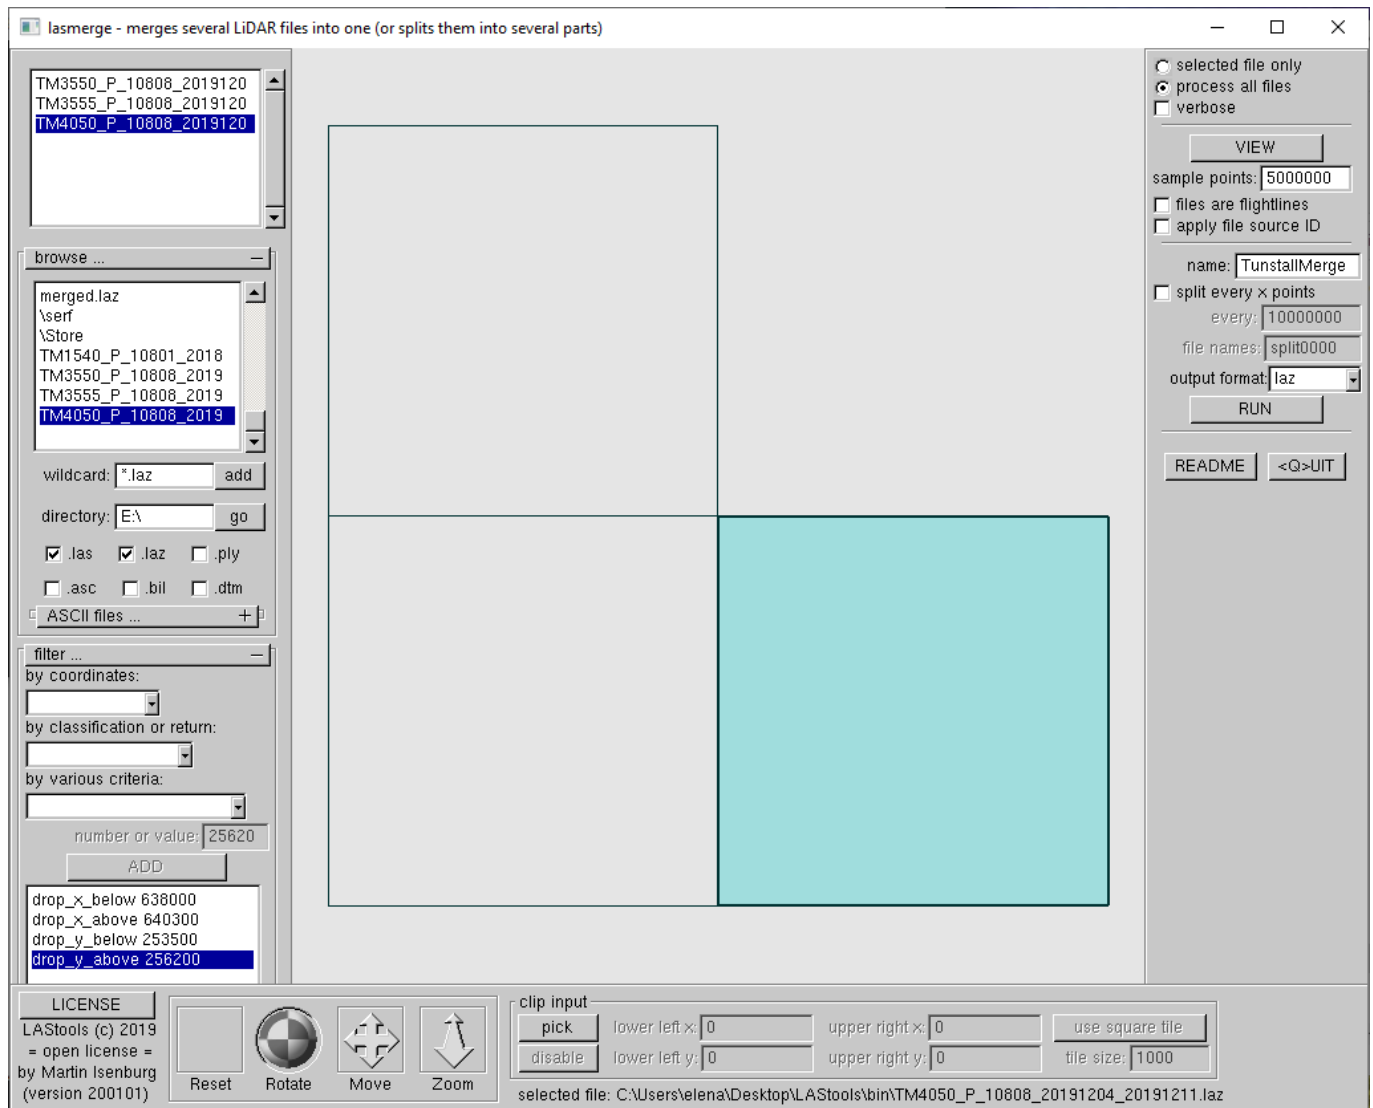 lasmerge - merges several LiDAR files into one (or splits them into several parts)
TM3550_P_10808_2019120
TM3555_P_10808_2019120
TM4050_P_10808_2019120
browse ...
merged.laz
\serf
\Store
TM1540_P_10801_2018
TM3550_P_10808_2019
TM3555_P_10808_2019
TM4050_P_10808_2019
wildcard: *.laz add
directory: E:\ go
.las .laz .ply
.asc .bil .dtm
ASCII files ... +
filter ...
by coordinates:
by classification or return:
by various criteria:
number or value: 25620
ADD
drop_x_below 638000
drop_x_above 640300
drop_y_below 253500
drop_y_above 256200
selected file only
process all files
verbose
VIEW
sample points: 5000000
files are flightlines
apply file source ID
name: TunstallMerge
split every x points
every: 10000000
file names: split0000
output format: laz
RUN
README <Q>UIT
LICENSE
LAStools (c) 2019
= open license =
by Martin Isenburg
(version 200101)
Reset Rotate Move Zoom
clip input
pick lower left x: 0 upper right x: 0 use square tile
disable lower left y: 0 upper right y: 0 tile size: 1000
selected file: C:\Users\elena\Desktop\LAStools\bin\TM4050_P_10808_20191204_20191211.laz